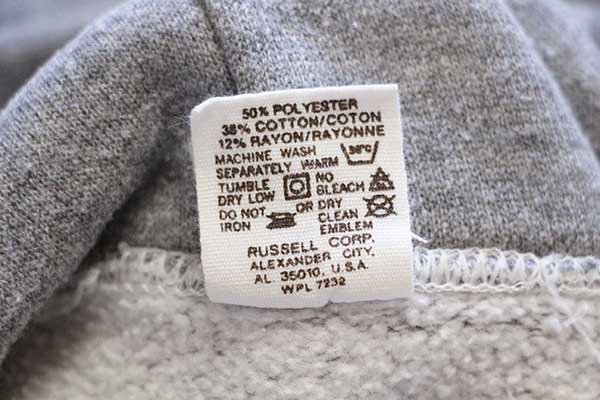 50% POLYESTER
38% COTTON/COTON
12% RAYON/RAYONNE
MACHINE WASH
SEPARATELY WARM
TUMBLE DRY LOW
NO BLEACH
DO NOT IRON
OR DRY CLEAN EMBLEM
RUSSELL CORP.
ALEXANDER CITY,
AL 35010, U.S.A.
WPL 7232